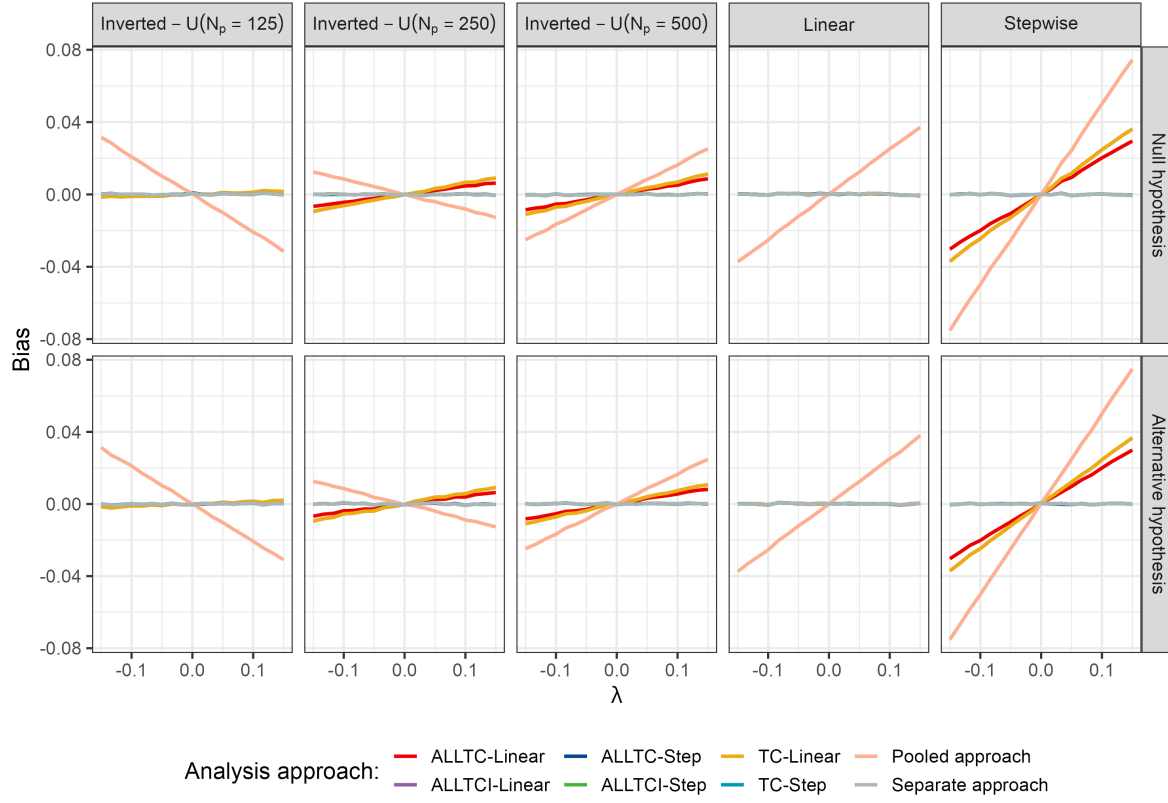 Inverted − U(Np = 125)
Inverted − U(Np = 250)
Inverted − U(Np = 500)
Linear
Stepwise
0.08
0.04
0.00
-0.04
-0.08
Null hypothesis
Bias
0.08
0.04
0.00
-0.04
-0.08
Alternative hypothesis
-0.1 0.0 0.1
-0.1 0.0 0.1
-0.1 0.0 0.1
-0.1 0.0 0.1
-0.1 0.0 0.1
λ
Analysis approach:
ALLTC-Linear ALLTC-Step TC-Linear Pooled approach
ALLTCI-Linear ALLTCI-Step TC-Step Separate approach